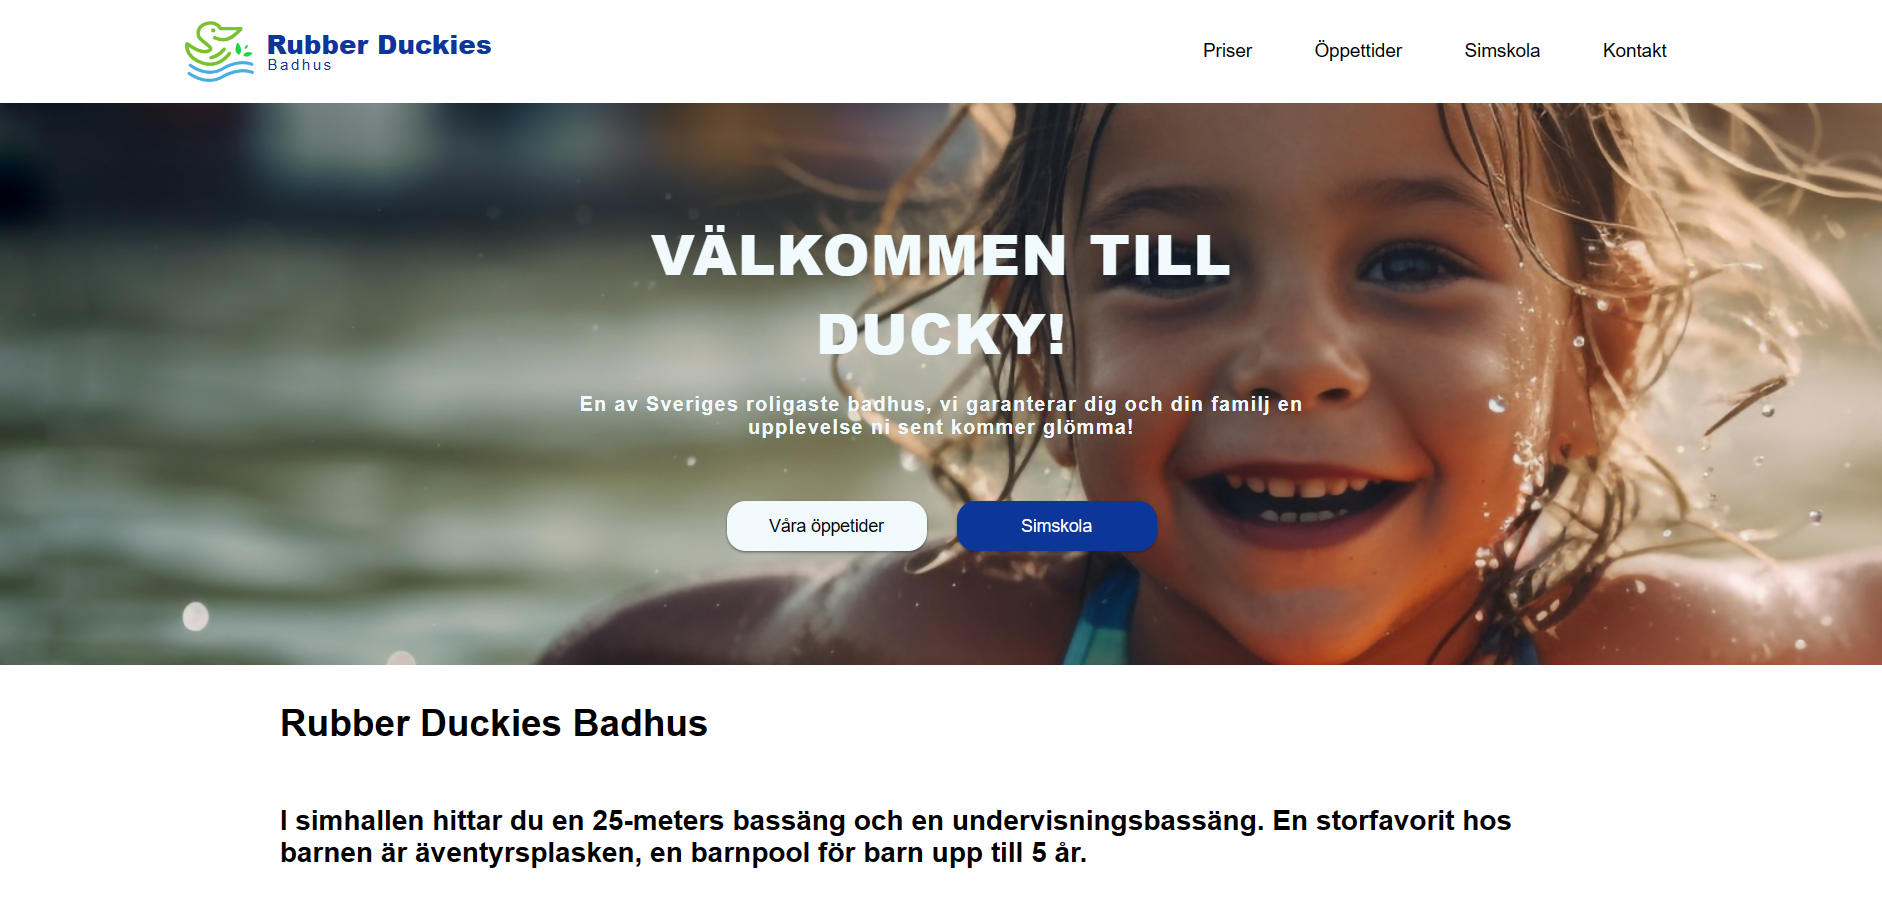 Rubber Duckies
Badhus
Priser
Öppettider
Simskola
Kontakt
VÄLKOMMEN TILL
DUCKY!
En av Sveriges roligaste badhus, vi garanterar dig och din familj en
upplevelse ni sent kommer glömma!
Våra öppetider
Simskola
Rubber Duckies Badhus
I simhallen hittar du en 25-meters bassäng och en undervisningsbassäng. En storfavorit hos
barnen är äventyrsplasken, en barnpool för barn upp till 5 år.